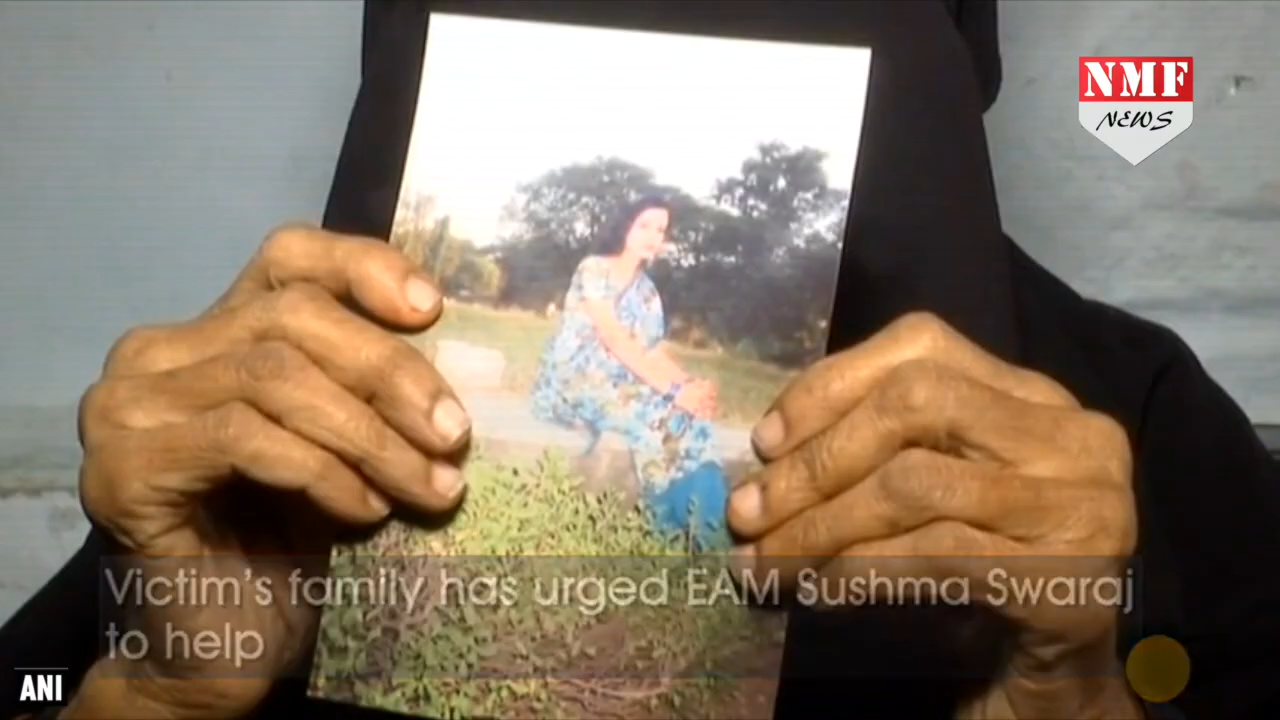 NMF
NEWS
Victim's family has urged EAM Sushma Swaraj
to help
ANI